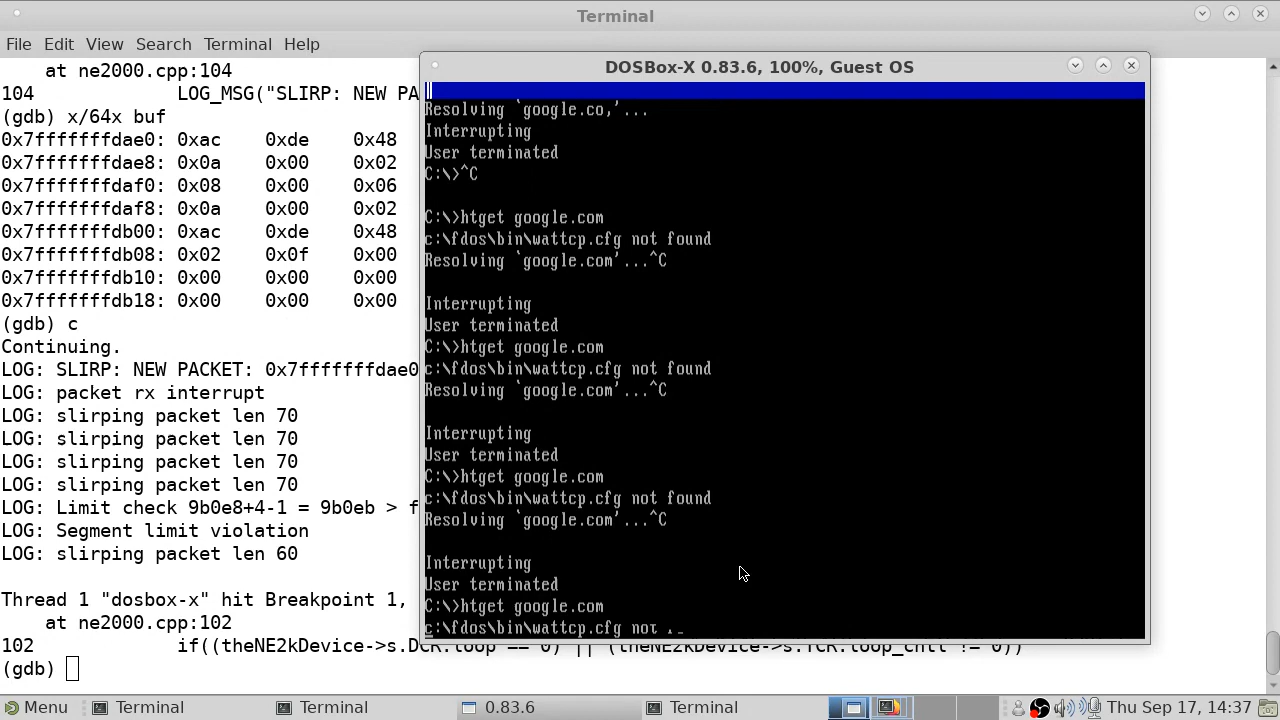 Terminal
File Edit View Search Terminal Help
at ne2000.cpp:104
104 LOG_MSG("SLIRP: NEW PA
(gdb) x/64x buf
0x7fffffffdae0: 0xac 0xde 0x48
0x7fffffffdae8: 0x0a 0x00 0x02
0x7fffffffdaf0: 0x08 0x00 0x06
0x7fffffffdaf8: 0x0a 0x00 0x02
0x7fffffffdb00: 0xac 0xde 0x48
0x7fffffffdb08: 0x02 0x0f 0x00
0x7fffffffdb10: 0x00 0x00 0x00
0x7fffffffdb18: 0x00 0x00 0x00
(gdb) c
Continuing.
LOG: SLIRP: NEW PACKET: 0x7fffffffdae0
LOG: packet rx interrupt
LOG: slirping packet len 70
LOG: slirping packet len 70
LOG: slirping packet len 70
LOG: slirping packet len 70
LOG: Limit check 9b0e8+4-1 = 9b0eb > f
LOG: Segment limit violation
LOG: slirping packet len 60
Thread 1 "dosbox-x" hit Breakpoint 1,
at ne2000.cpp:102
102 if((theNE2kDevice->s.DCR.loop == 0) || (theNE2kDevice->s.TCR.loop_cntl != 0))
(gdb)
DOSBox-X 0.83.6, 100%, Guest OS
Resolving `google.co,'...
Interrupting
User terminated
C:\>^C
C:\>htget google.com
c:\fdos\bin\wattcp.cfg not found
Resolving `google.com'...^C
Interrupting
User terminated
C:\>htget google.com
c:\fdos\bin\wattcp.cfg not found
Resolving `google.com'...^C
Interrupting
User terminated
C:\>htget google.com
c:\fdos\bin\wattcp.cfg not found
Resolving `google.com'...^C
Interrupting
User terminated
C:\>htget google.com
c:\fdos\bin\wattcp.cfg not
Menu Terminal Terminal 0.83.6 Terminal Thu Sep 17, 14:37